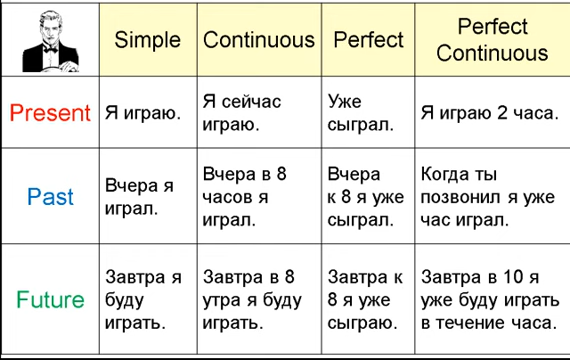 Simple
Continuous
Perfect
Perfect
Continuous
Present
Я играю.
Я сейчас
играю.
Уже
сыграл.
Я играю 2 часа.
Past
Вчера я
играл.
Вчера в 8
часов я
играл.
Вчера
к 8 я уже
сыграл.
Когда ты
позвонил я уже
час играл.
Future
Завтра я
буду
играть.
Завтра в 8
утра я буду
играть.
Завтра к
8 я уже
сыграю.
Завтра в 10 я
уже буду играть
в течение часа.